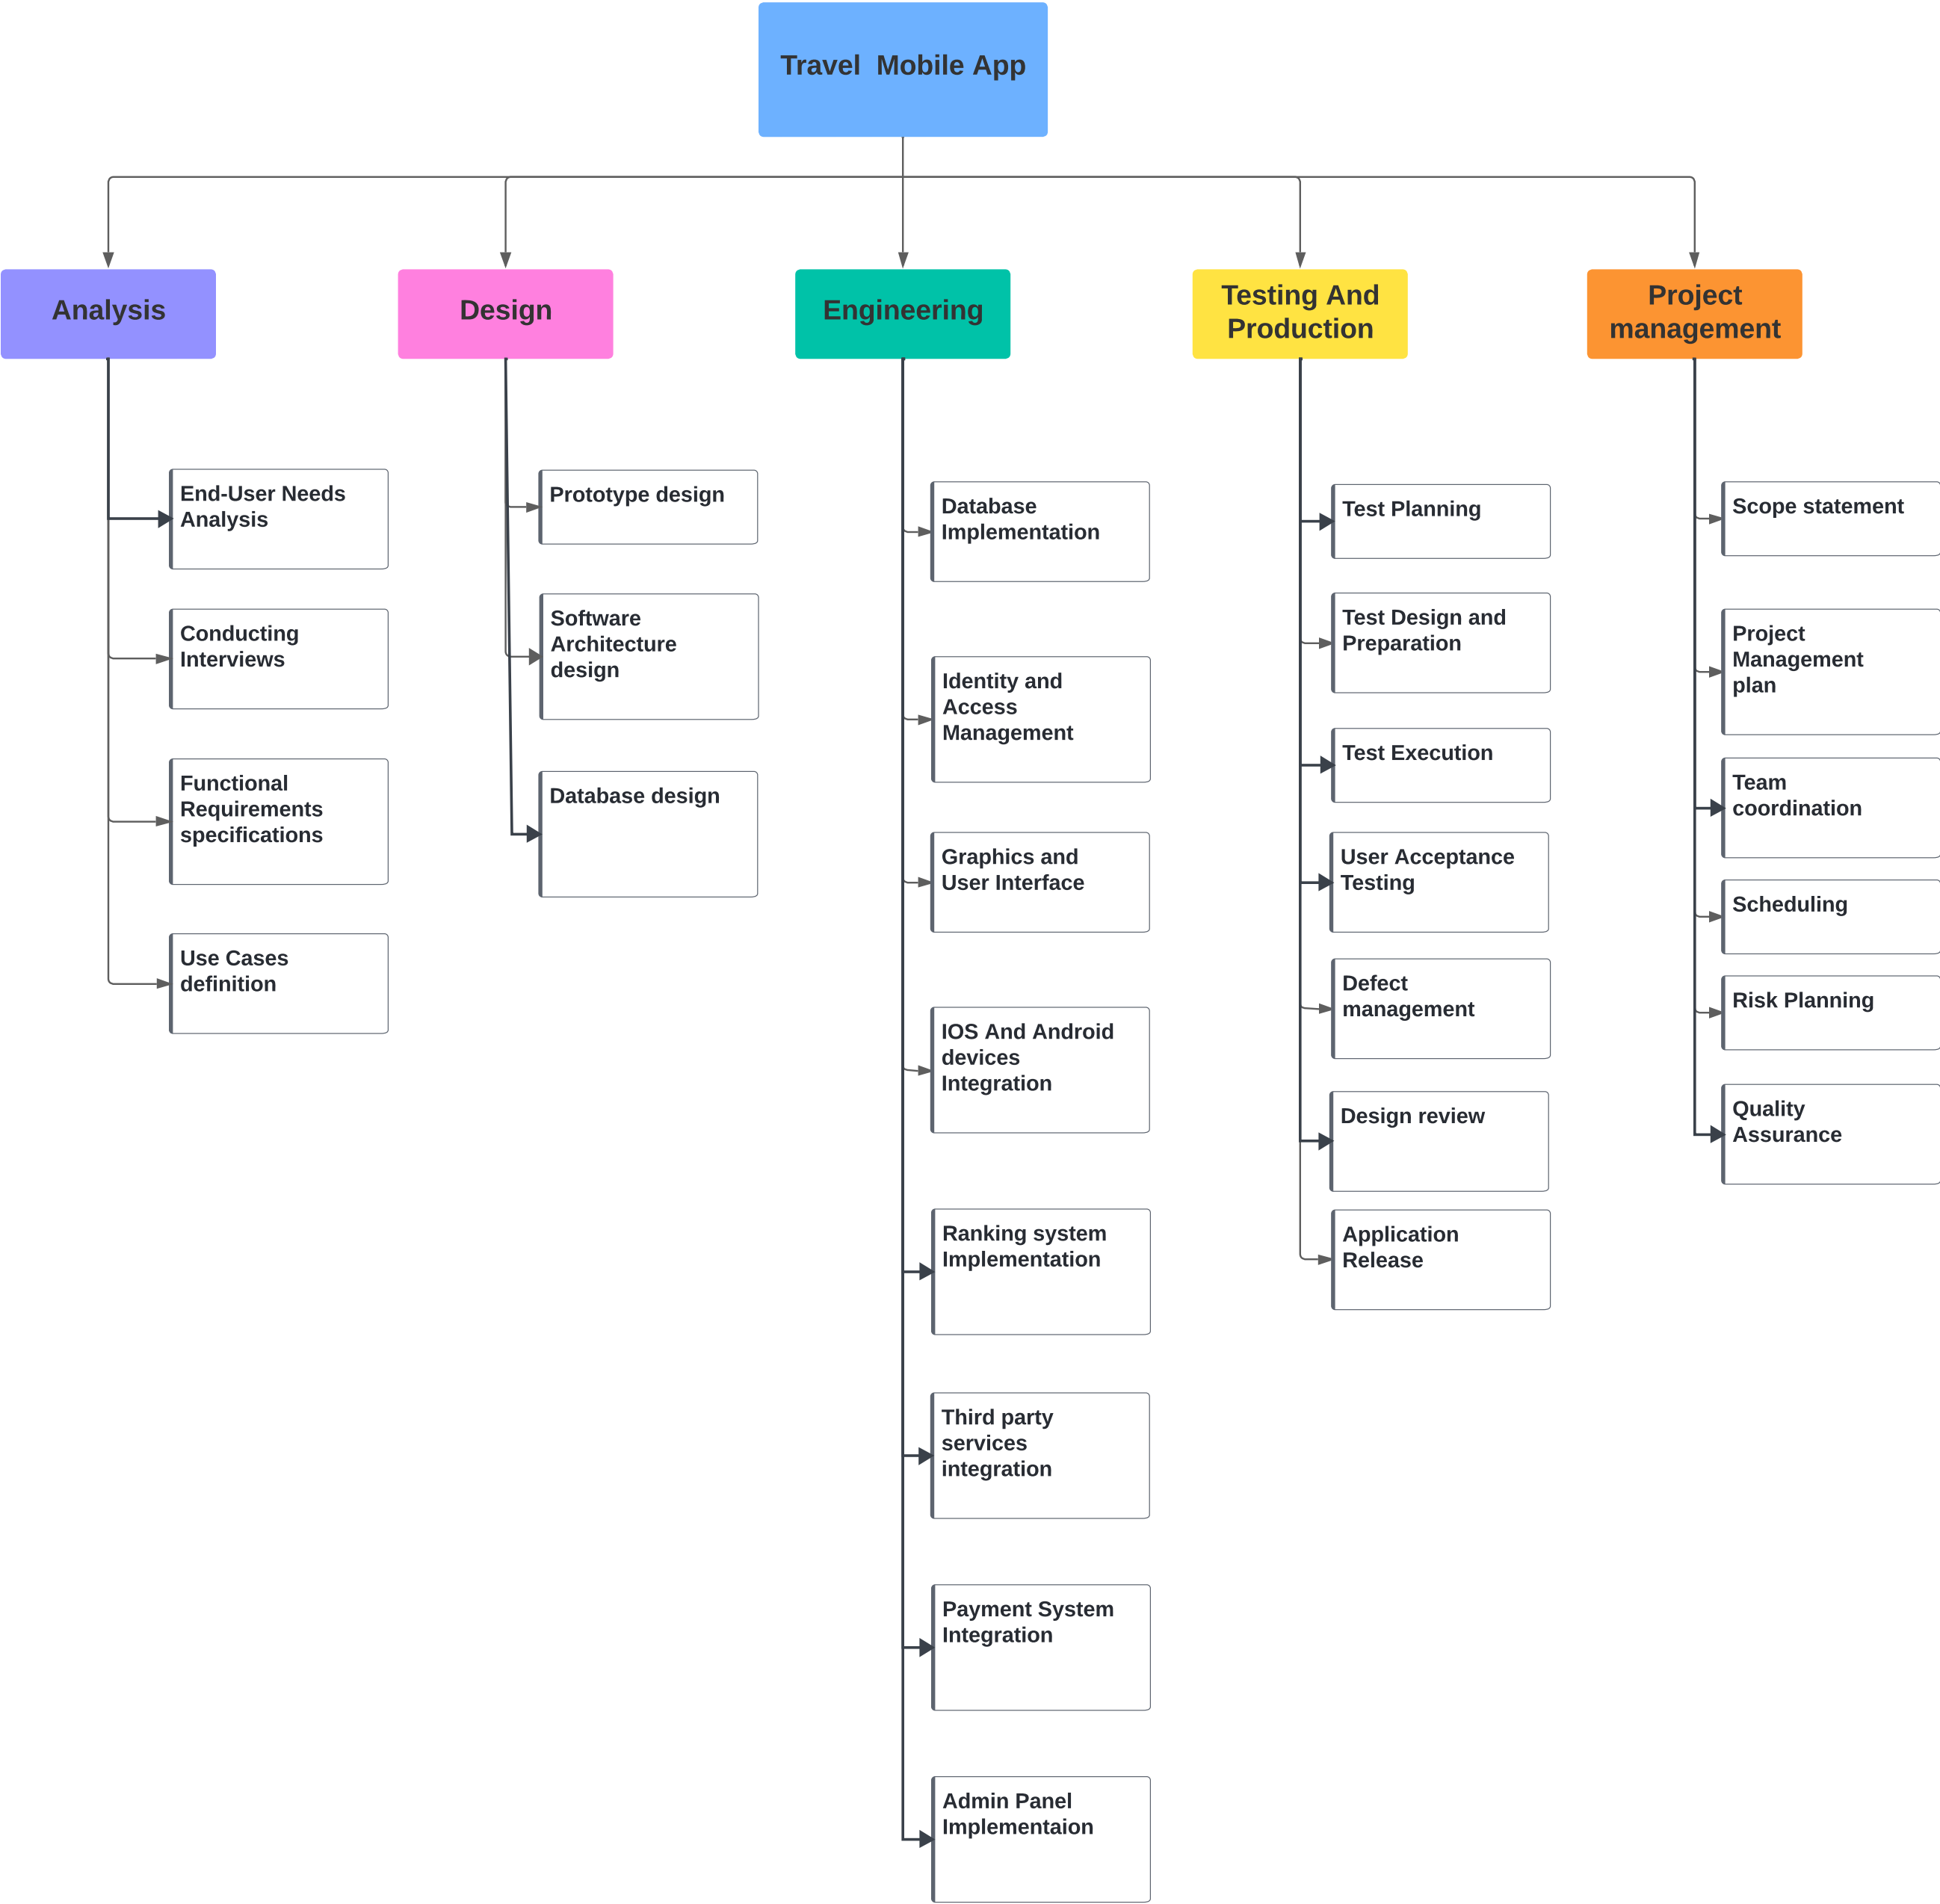 Travel  Mobile App
Analysis
Design
Engineering
Testing And
Production
Project
management
End-User Needs
Analysis
Conducting
Interviews
Functional
Requirements
specifications
Use Cases
definition
Prototype design
Software
Architecture
design
Database design
Database
Implementation
Identity and
Access
Management
Graphics and
User Interface
IOS And Android
devices
Integration
Ranking system
Implementation
Third party
services
integration
Payment System
Integration
Admin Panel
Implementaion
Test Planning
Test Design and
Preparation
Test Execution
User Acceptance
Testing
Defect
management
Design review
Application
Release
Scope statement
Project
Management
plan
Team
coordination
Scheduling
Risk Planning
Quality
Assurance